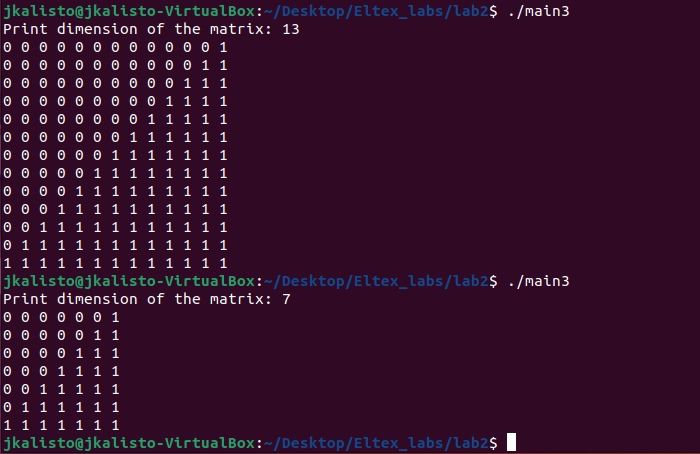 jkalisto@jkalisto-VirtualBox:~/Desktop/Eltex_labs/lab2$ ./main3
Print dimension of the matrix: 13
0 0 0 0 0 0 0 0 0 0 0 0 1
0 0 0 0 0 0 0 0 0 0 0 1 1
0 0 0 0 0 0 0 0 0 0 1 1 1
0 0 0 0 0 0 0 0 0 1 1 1 1
0 0 0 0 0 0 0 0 1 1 1 1 1
0 0 0 0 0 0 0 1 1 1 1 1 1
0 0 0 0 0 0 1 1 1 1 1 1 1
0 0 0 0 0 1 1 1 1 1 1 1 1
0 0 0 0 1 1 1 1 1 1 1 1 1
0 0 0 1 1 1 1 1 1 1 1 1 1
0 0 1 1 1 1 1 1 1 1 1 1 1
0 1 1 1 1 1 1 1 1 1 1 1 1
1 1 1 1 1 1 1 1 1 1 1 1 1
jkalisto@jkalisto-VirtualBox:~/Desktop/Eltex_labs/lab2$ ./main3
Print dimension of the matrix: 7
0 0 0 0 0 0 1
0 0 0 0 0 1 1
0 0 0 0 1 1 1
0 0 0 1 1 1 1
0 0 1 1 1 1 1
0 1 1 1 1 1 1
1 1 1 1 1 1 1
jkalisto@jkalisto-VirtualBox:~/Desktop/Eltex_labs/lab2$